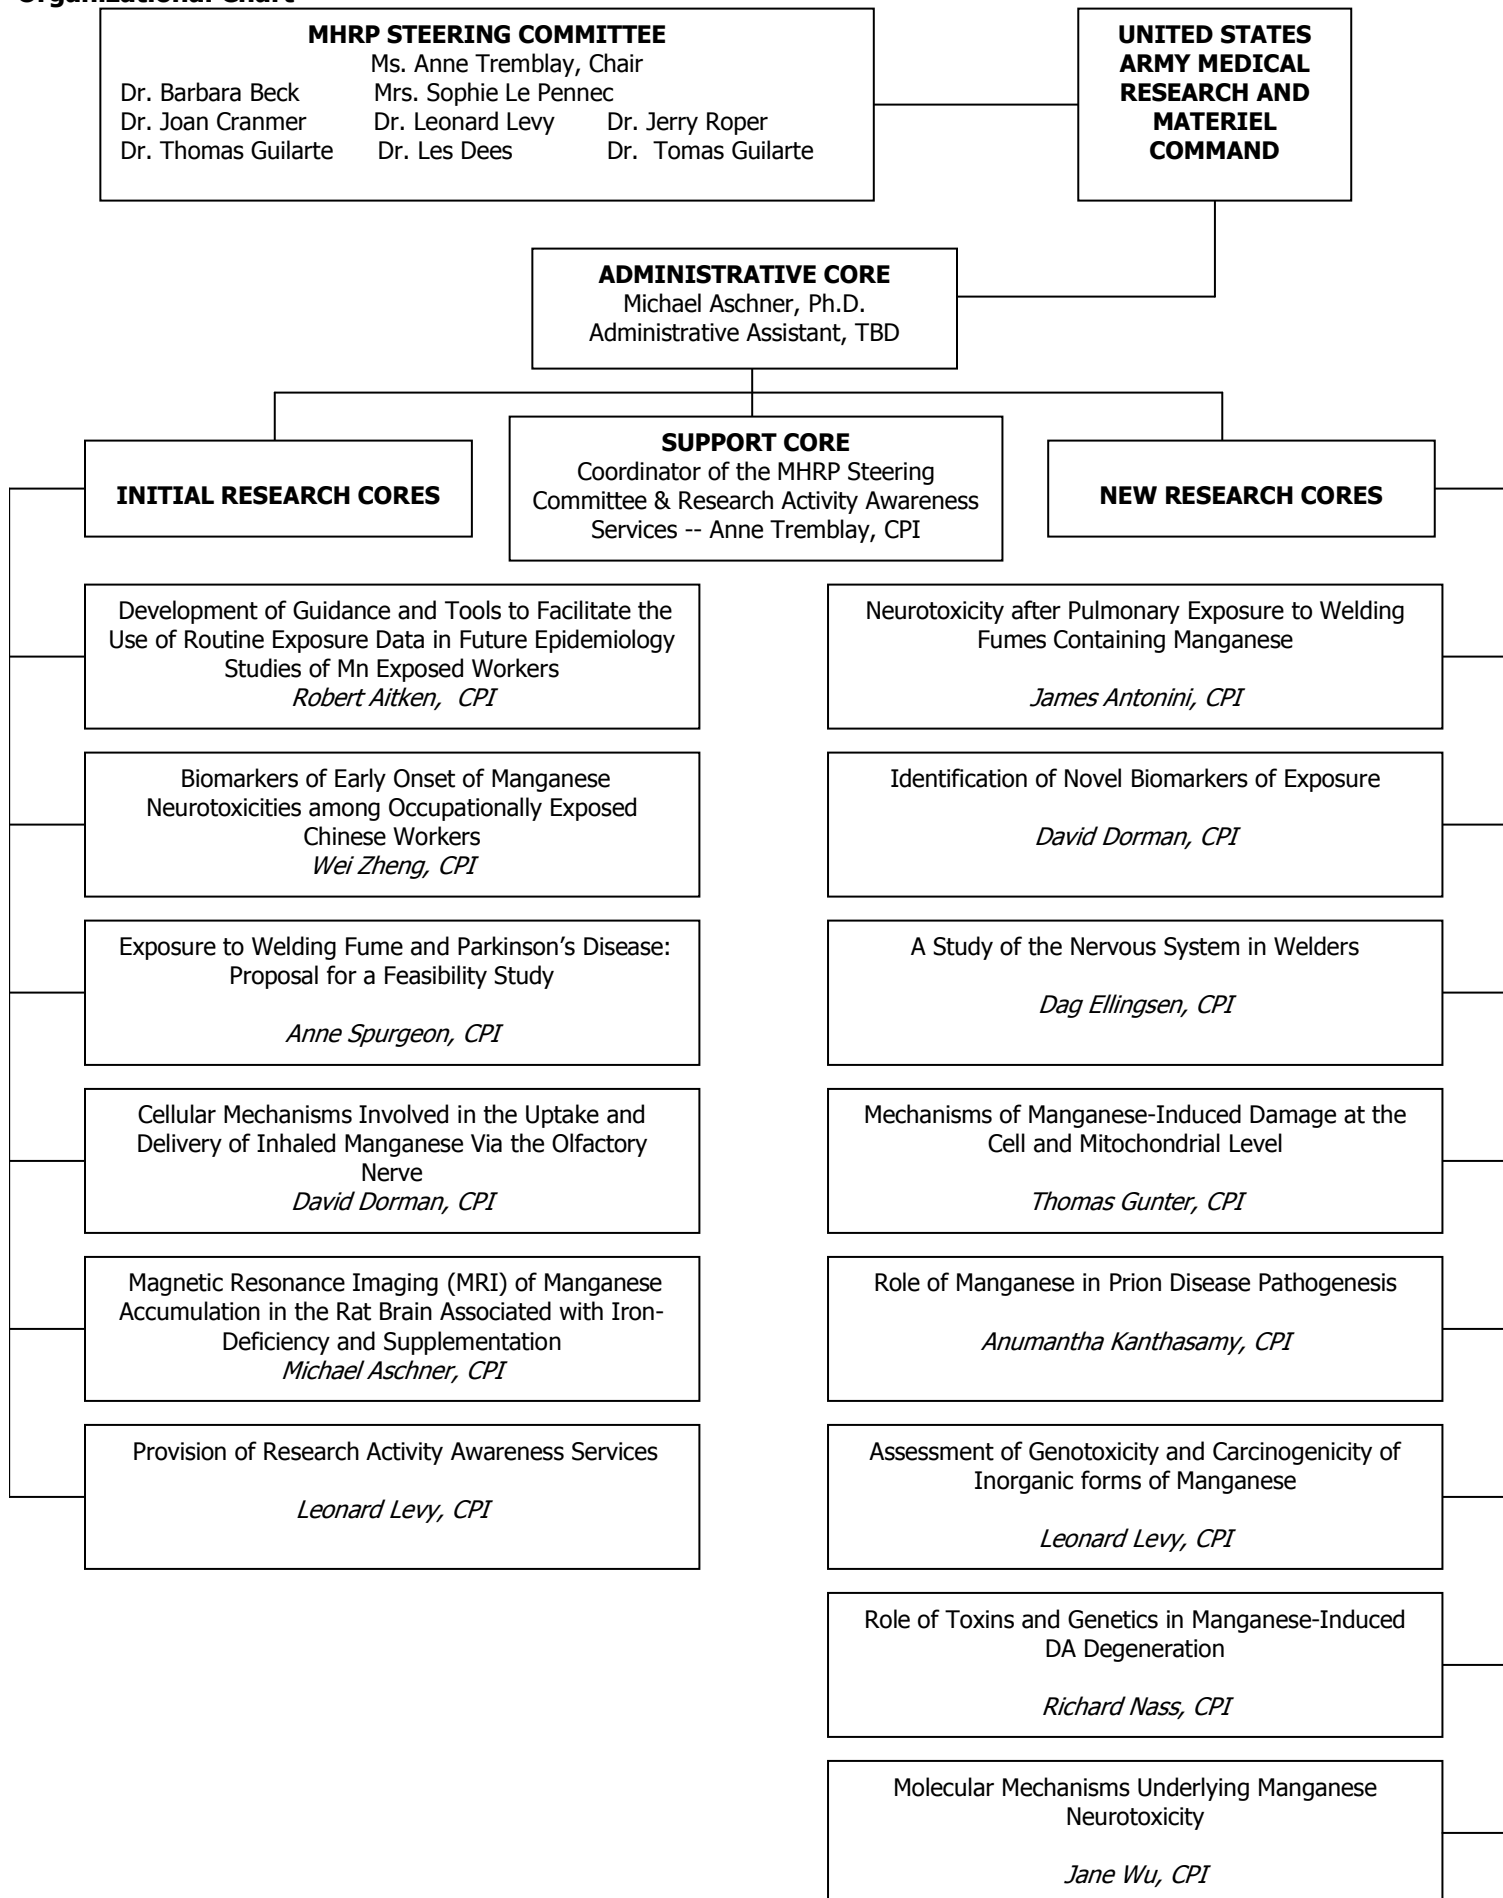 Organizational Chart
MHRP STEERING COMMITTEE
Ms. Anne Tremblay, Chair
Dr. Barbara Beck Mrs. Sophie Le Pennec
Dr. Joan Cranmer Dr. Leonard Levy Dr. Jerry Roper
Dr. Thomas Guilarte Dr. Les Dees Dr. Tomas Guilarte
UNITED STATES
ARMY MEDICAL
RESEARCH AND
MATERIEL
COMMAND
ADMINISTRATIVE CORE
Michael Aschner, Ph.D.
Administrative Assistant, TBD
INITIAL RESEARCH CORES
SUPPORT CORE
Coordinator of the MHRP Steering
Committee & Research Activity Awareness
Services -- Anne Tremblay, CPI
NEW RESEARCH CORES
Development of Guidance and Tools to Facilitate the
Use of Routine Exposure Data in Future Epidemiology
Studies of Mn Exposed Workers
Robert Aitken, CPI
Biomarkers of Early Onset of Manganese
Neurotoxicities among Occupationally Exposed
Chinese Workers
Wei Zheng, CPI
Exposure to Welding Fume and Parkinson's Disease:
Proposal for a Feasibility Study
Anne Spurgeon, CPI
Cellular Mechanisms Involved in the Uptake and
Delivery of Inhaled Manganese Via the Olfactory
Nerve
David Dorman, CPI
Magnetic Resonance Imaging (MRI) of Manganese
Accumulation in the Rat Brain Associated with Iron-
Deficiency and Supplementation
Michael Aschner, CPI
Provision of Research Activity Awareness Services
Leonard Levy, CPI
Neurotoxicity after Pulmonary Exposure to Welding
Fumes Containing Manganese
James Antonini, CPI
Identification of Novel Biomarkers of Exposure
David Dorman, CPI
A Study of the Nervous System in Welders
Dag Ellingsen, CPI
Mechanisms of Manganese-Induced Damage at the
Cell and Mitochondrial Level
Thomas Gunter, CPI
Role of Manganese in Prion Disease Pathogenesis
Anumantha Kanthasamy, CPI
Assessment of Genotoxicity and Carcinogenicity of
Inorganic forms of Manganese
Leonard Levy, CPI
Role of Toxins and Genetics in Manganese-Induced
DA Degeneration
Richard Nass, CPI
Molecular Mechanisms Underlying Manganese
Neurotoxicity
Jane Wu, CPI